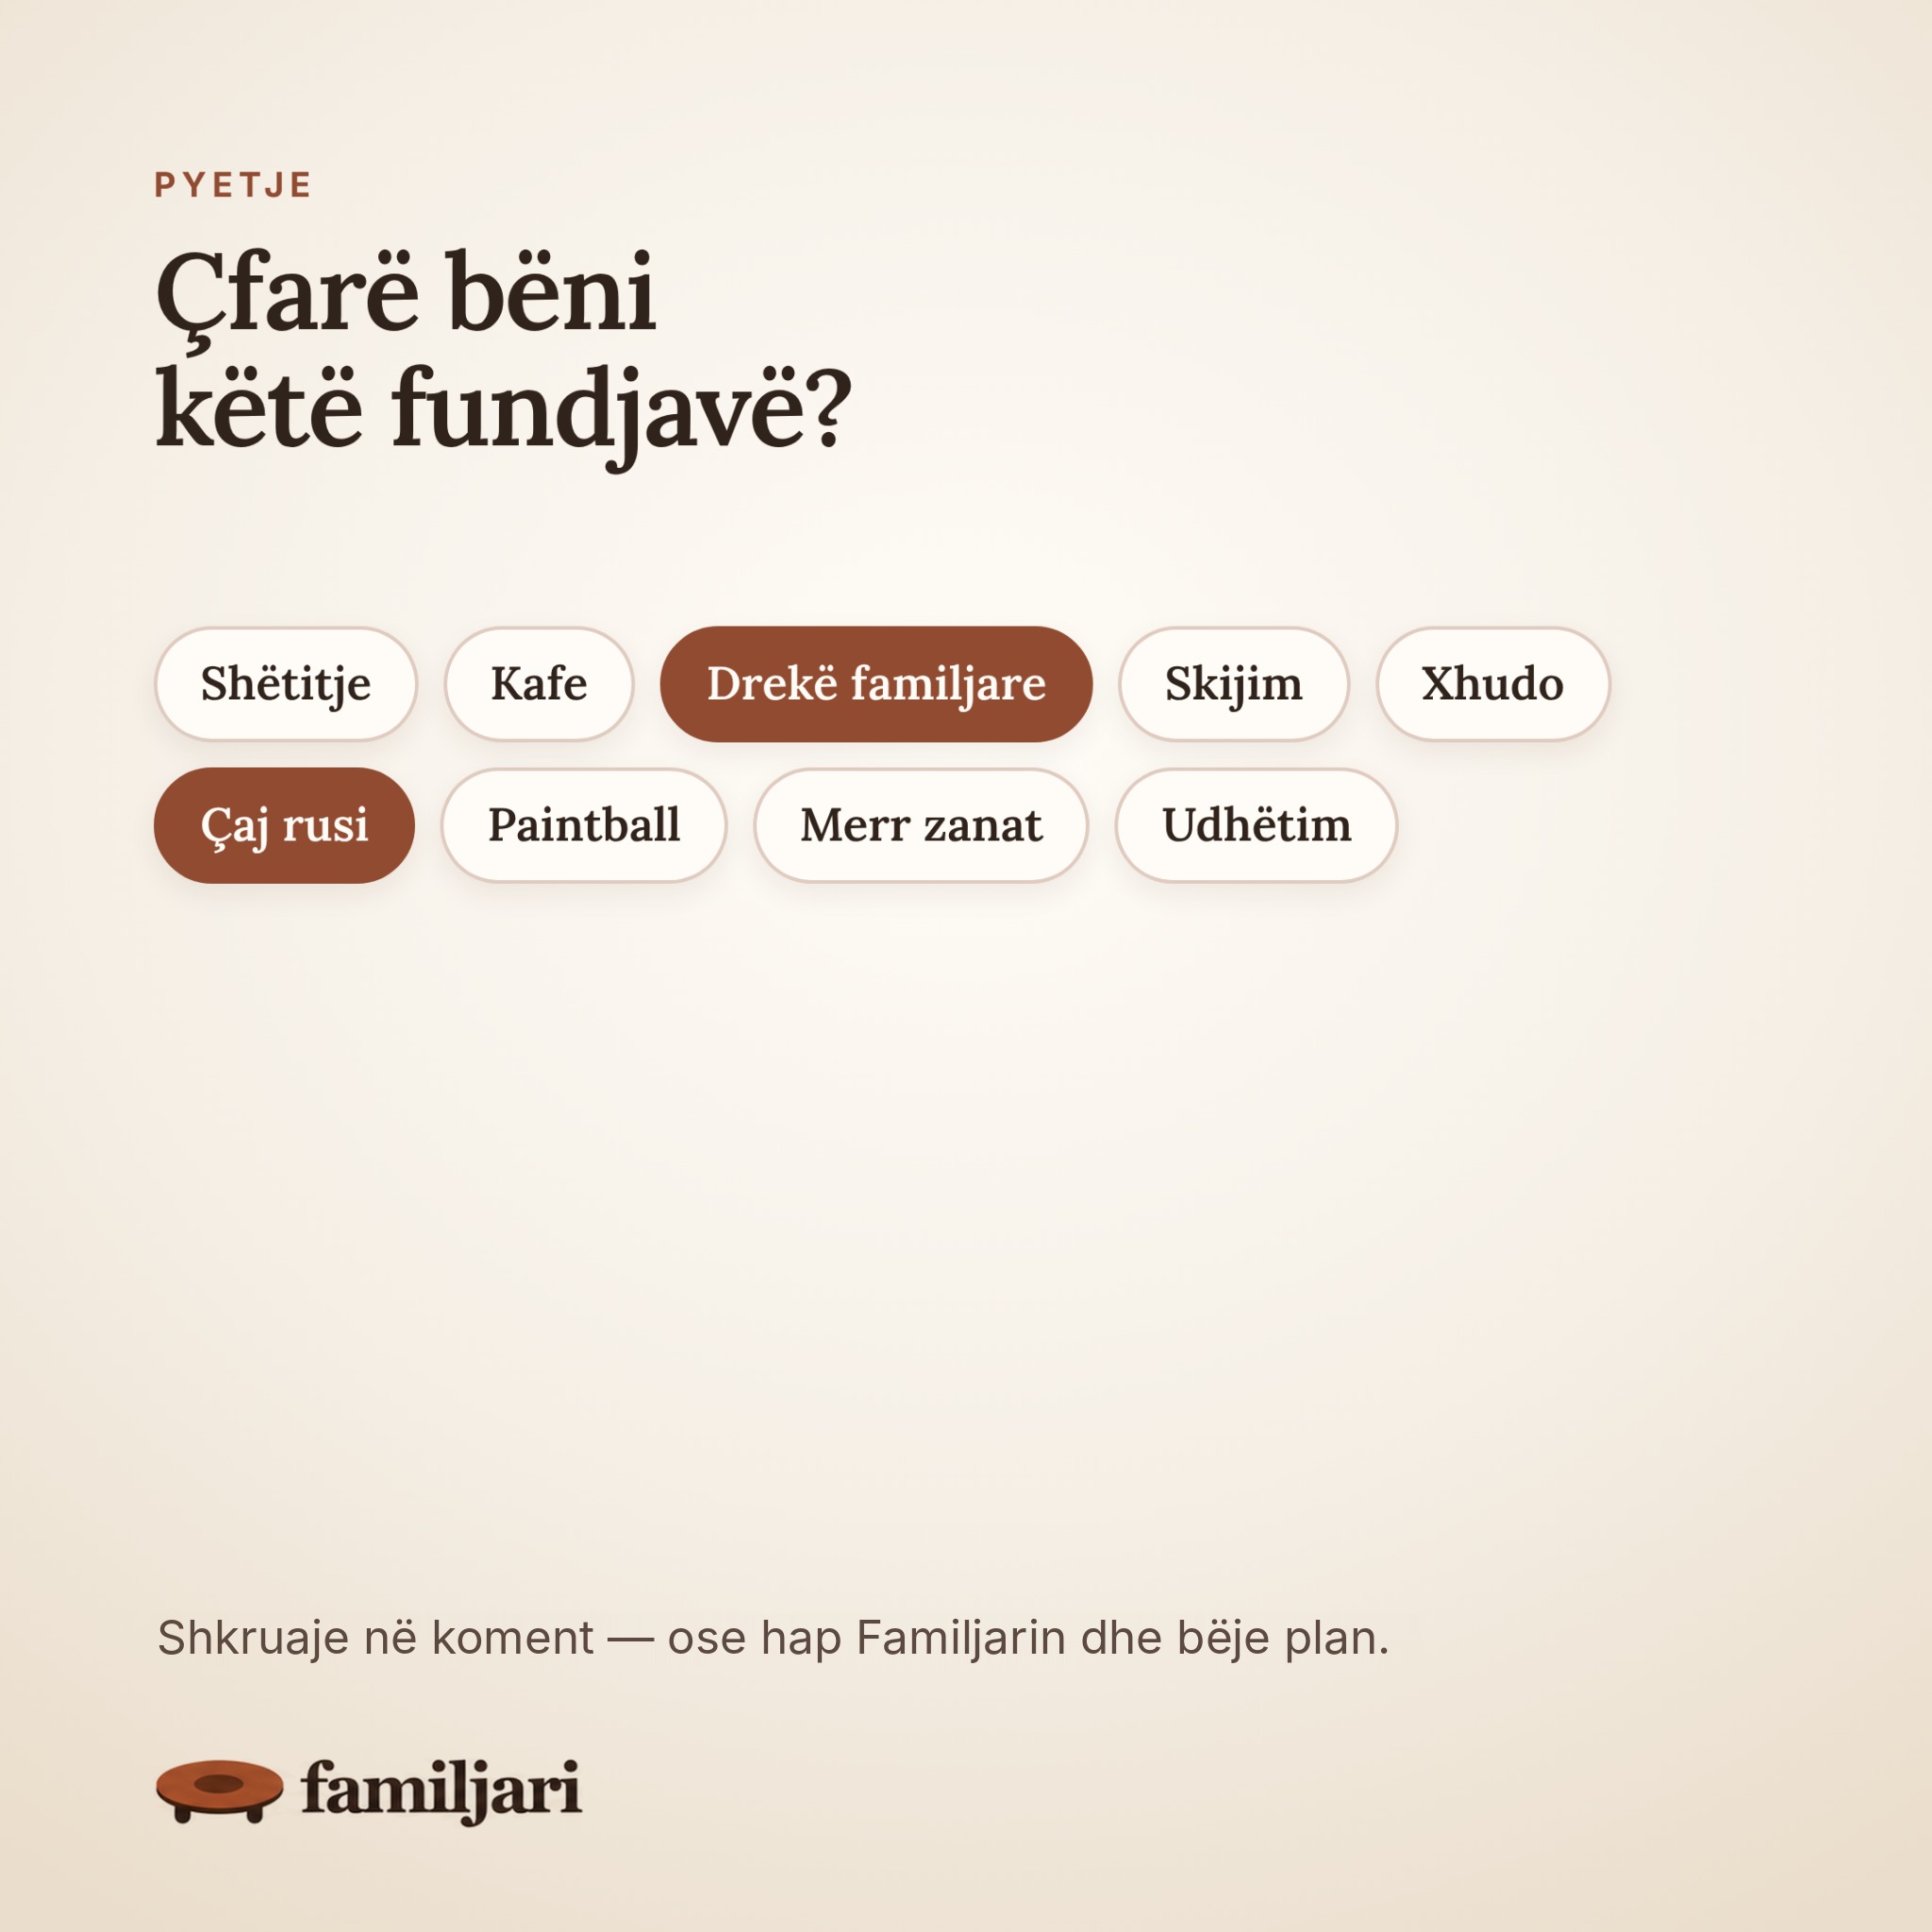 PYETJE
Çfarë bëni
këtë fundjavë?
Shëtitje Kafe Drekë familjare Skijim Xhudo
Çaj rusi Paintball Merr zanat Udhëtim
Shkruaje në koment — ose hap Familjarin dhe bëje plan.
familjari